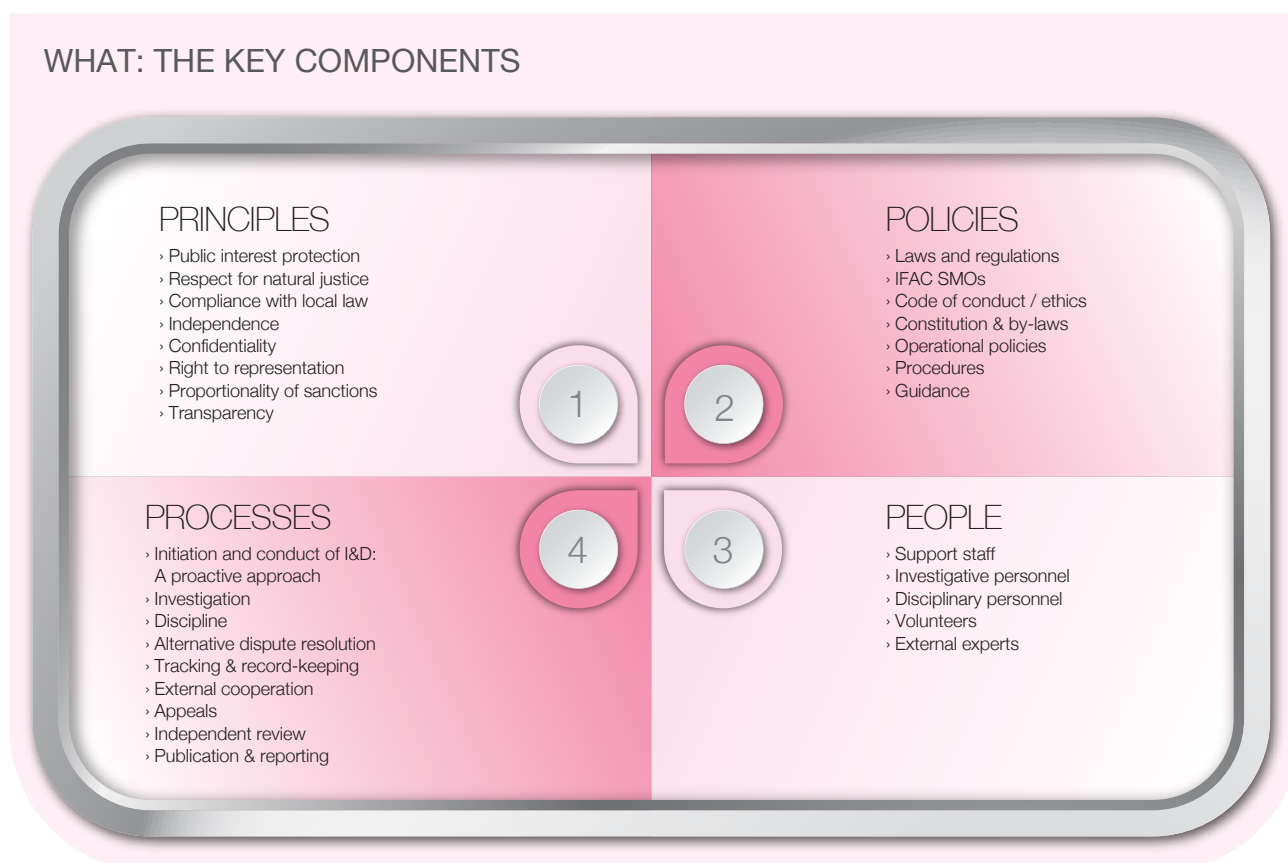 WHAT: THE KEY COMPONENTS
PRINCIPLES
› Public interest protection
› Respect for natural justice
› Compliance with local law
› Independence
› Confidentiality
› Right to representation
› Proportionality of sanctions
› Transparency
1
2
POLICIES
› Laws and regulations
› IFAC SMOs
› Code of conduct / ethics
› Constitution & by-laws
› Operational policies
› Procedures
› Guidance
PROCESSES
› Initiation and conduct of I&D:
A proactive approach
› Investigation
› Discipline
› Alternative dispute resolution
› Tracking & record-keeping
› External cooperation
› Appeals
› Independent review
› Publication & reporting
4
3
PEOPLE
› Support staff
› Investigative personnel
› Disciplinary personnel
› Volunteers
› External experts